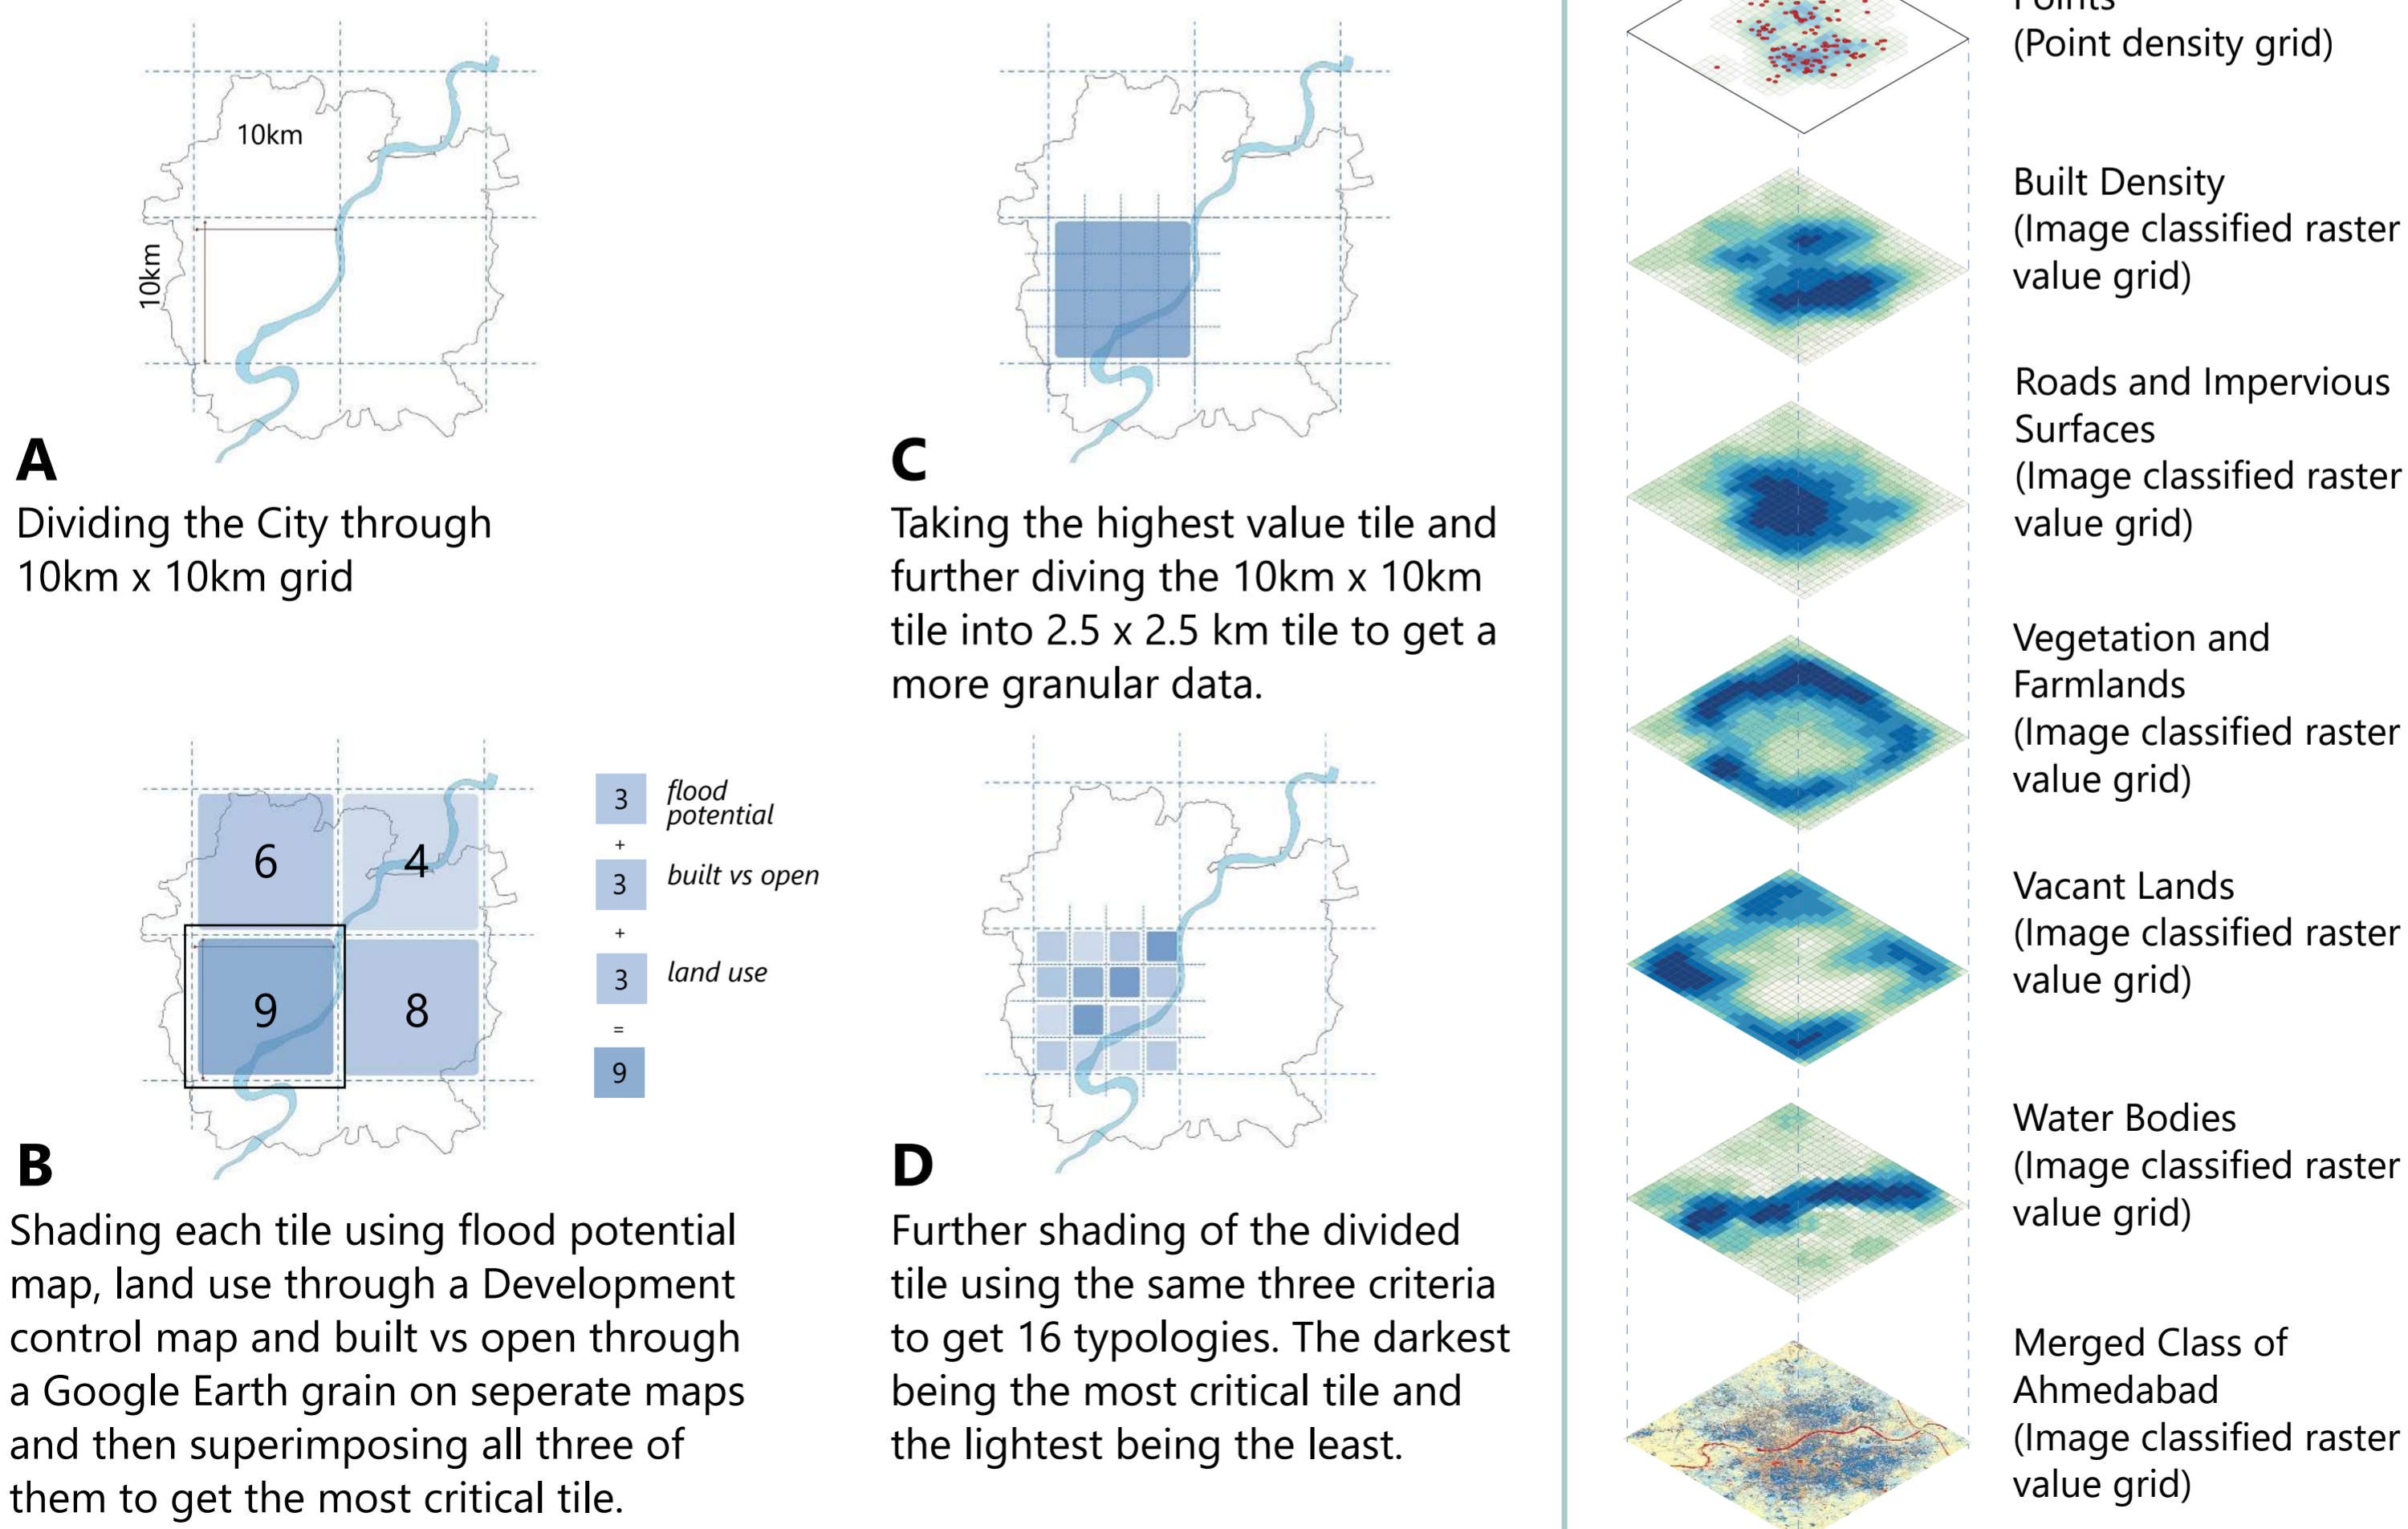 10km
10km
A
Dividing the City through
10km x 10km grid
6
4
9
8
3
flood
potential
+
3
built vs open
+
3
land use
=
9
B
Shading each tile using flood potential
map, land use through a Development
control map and built vs open through
a Google Earth grain on seperate maps
and then superimposing all three of
them to get the most critical tile.
C
Taking the highest value tile and
further diving the 10km x 10km
tile into 2.5 x 2.5 km tile to get a
more granular data.
D
Further shading of the divided
tile using the same three criteria
to get 16 typologies. The darkest
being the most critical tile and
the lightest being the least.
Points
(Point density grid)
Built Density
(Image classified raster
value grid)
Roads and Impervious
Surfaces
(Image classified raster
value grid)
Vegetation and
Farmlands
(Image classified raster
value grid)
Vacant Lands
(Image classified raster
value grid)
Water Bodies
(Image classified raster
value grid)
Merged Class of
Ahmedabad
(Image classified raster
value grid)